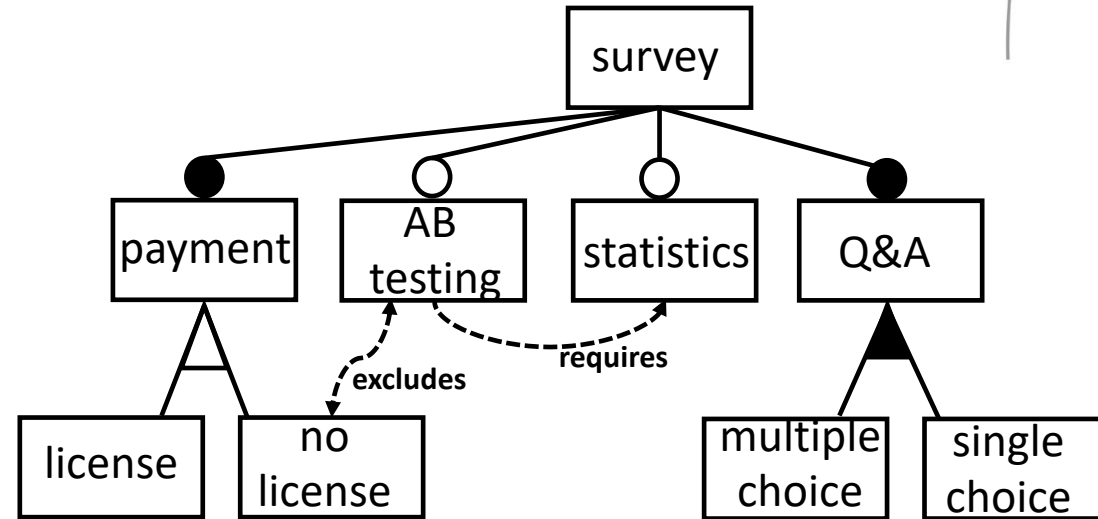 survey
payment
AB
testing
statistics
Q&A
excludes
requires
license
no
license
multiple
choice
single
choice